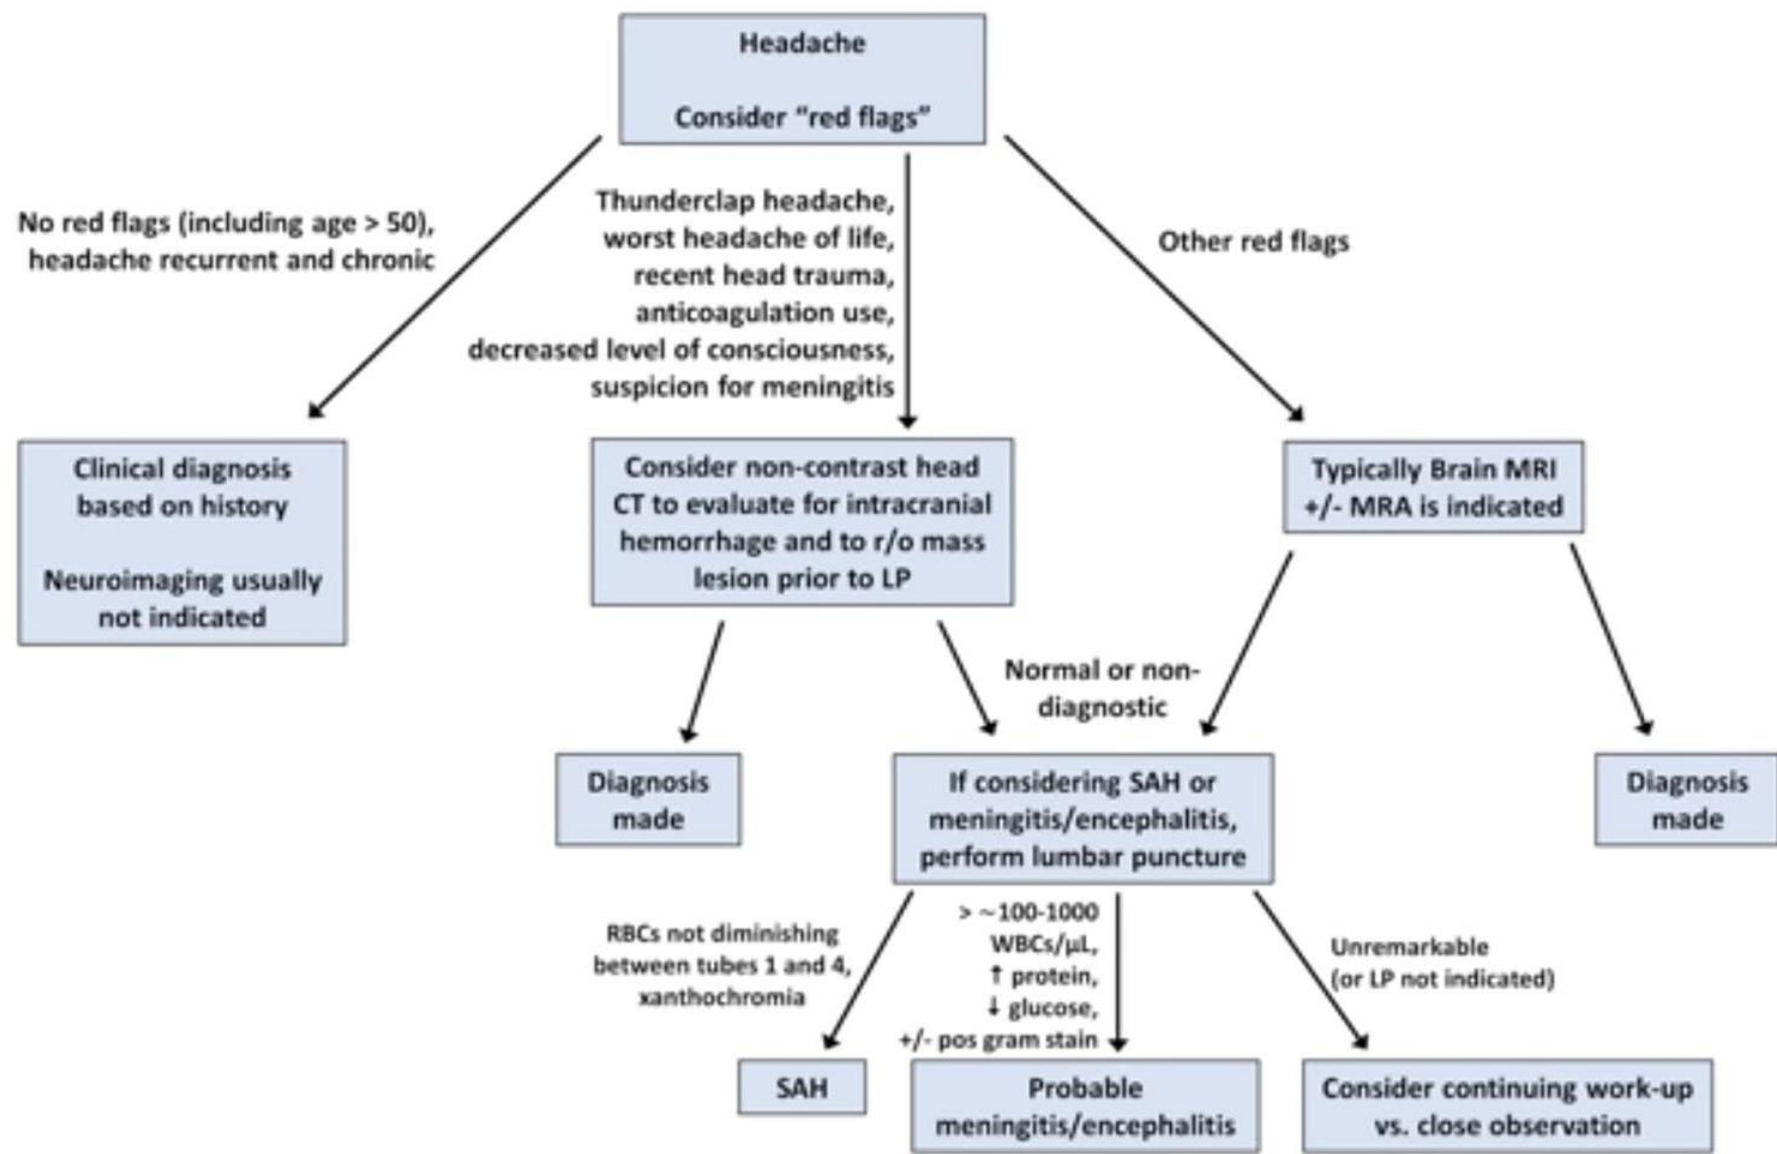 Headache
Consider “red flags”
No red flags (including age > 50),
headache recurrent and chronic
Thunderclap headache,
worst headache of life,
recent head trauma,
anticoagulation use,
decreased level of consciousness,
suspicion for meningitis
Other red flags
Clinical diagnosis
based on history
Neuroimaging usually
not indicated
Consider non-contrast head
CT to evaluate for intracranial
hemorrhage and to r/o mass
lesion prior to LP
Typically Brain MRI
+/- MRA is indicated
Normal or non-
diagnostic
Diagnosis
made
If considering SAH or
meningitis/encephalitis,
perform lumbar puncture
Diagnosis
made
RBCs not diminishing
between tubes 1 and 4,
xanthochromia
> ~100-1000
WBCs/µL,
↑ protein,
↓ glucose,
+/- pos gram stain
Unremarkable
(or LP not indicated)
SAH
Probable
meningitis/encephalitis
Consider continuing work-up
vs. close observation